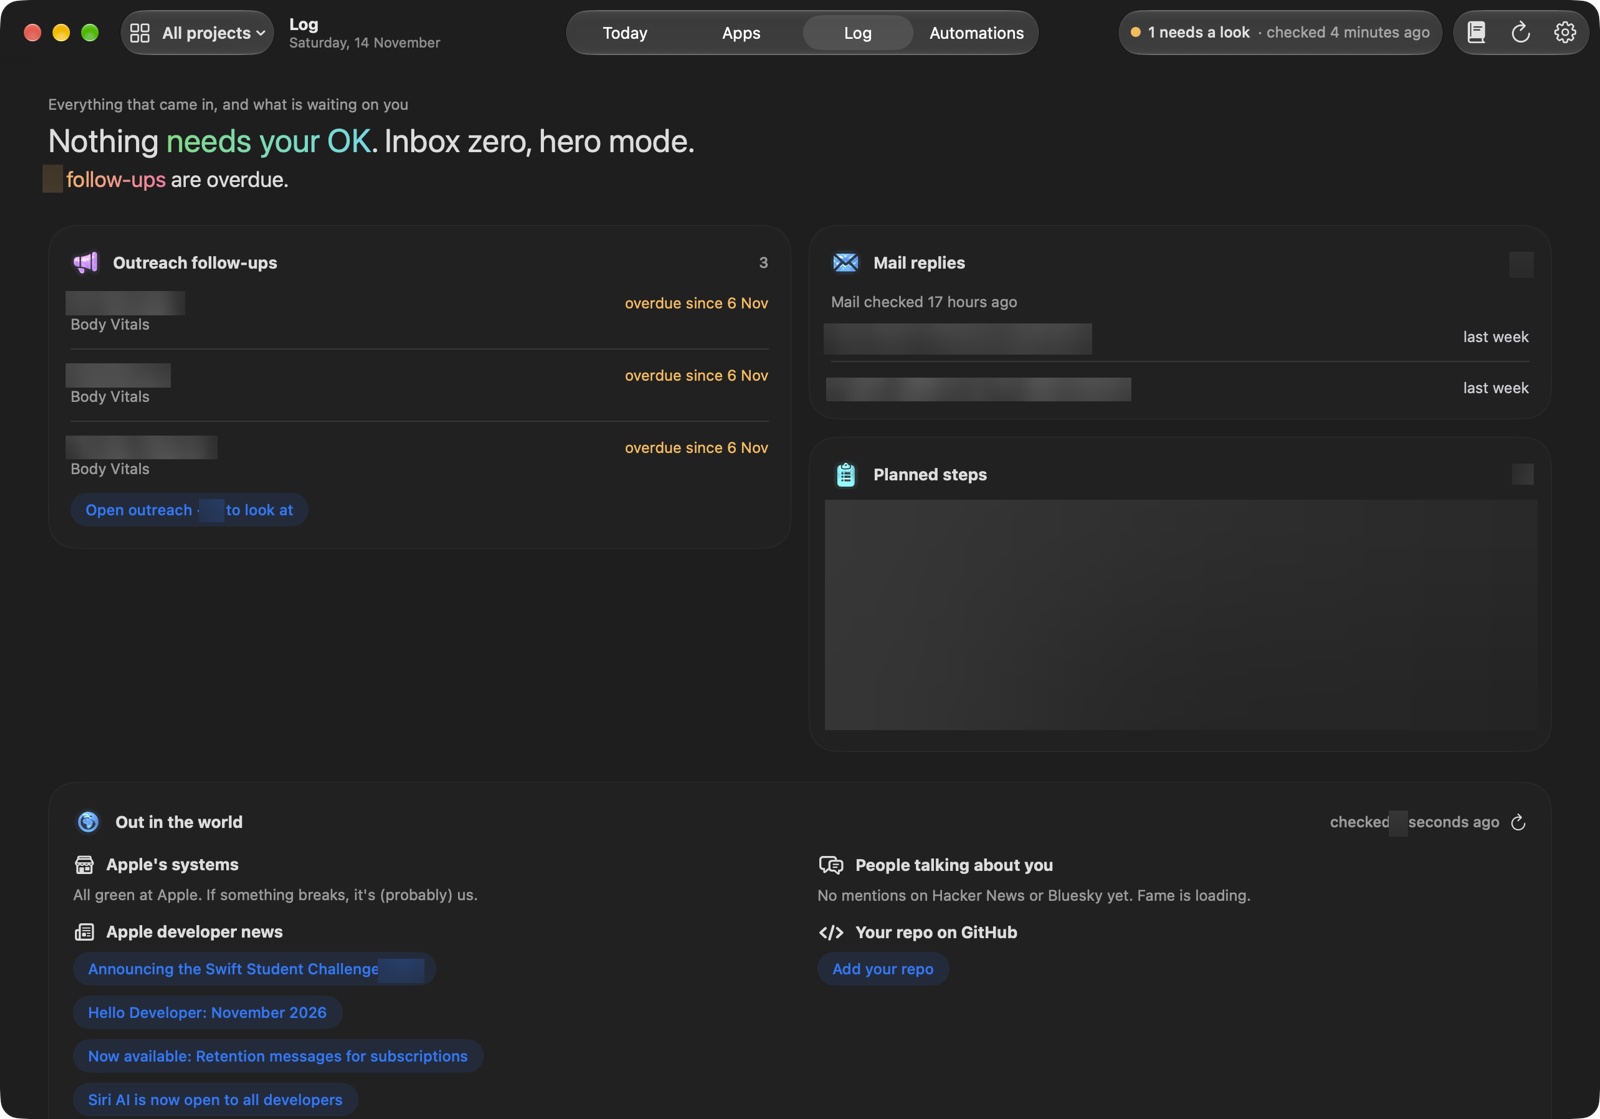 All projects
Log
Saturday, 14 November
Today
Apps
Log
Automations
1 needs a look · checked 4 minutes ago
Everything that came in, and what is waiting on you
Nothing needs your OK. Inbox zero, hero mode.
follow-ups are overdue.
Outreach follow-ups
3
overdue since 6 Nov
Body Vitals
overdue since 6 Nov
Body Vitals
overdue since 6 Nov
Body Vitals
Open outreach · to look at
Mail replies
Mail checked 17 hours ago
last week
last week
Planned steps
Out in the world
checked seconds ago
Apple's systems
All green at Apple. If something breaks, it's (probably) us.
Apple developer news
Announcing the Swift Student Challenge
Hello Developer: November 2026
Now available: Retention messages for subscriptions
Siri AI is now open to all developers
People talking about you
No mentions on Hacker News or Bluesky yet. Fame is loading.
Your repo on GitHub
Add your repo